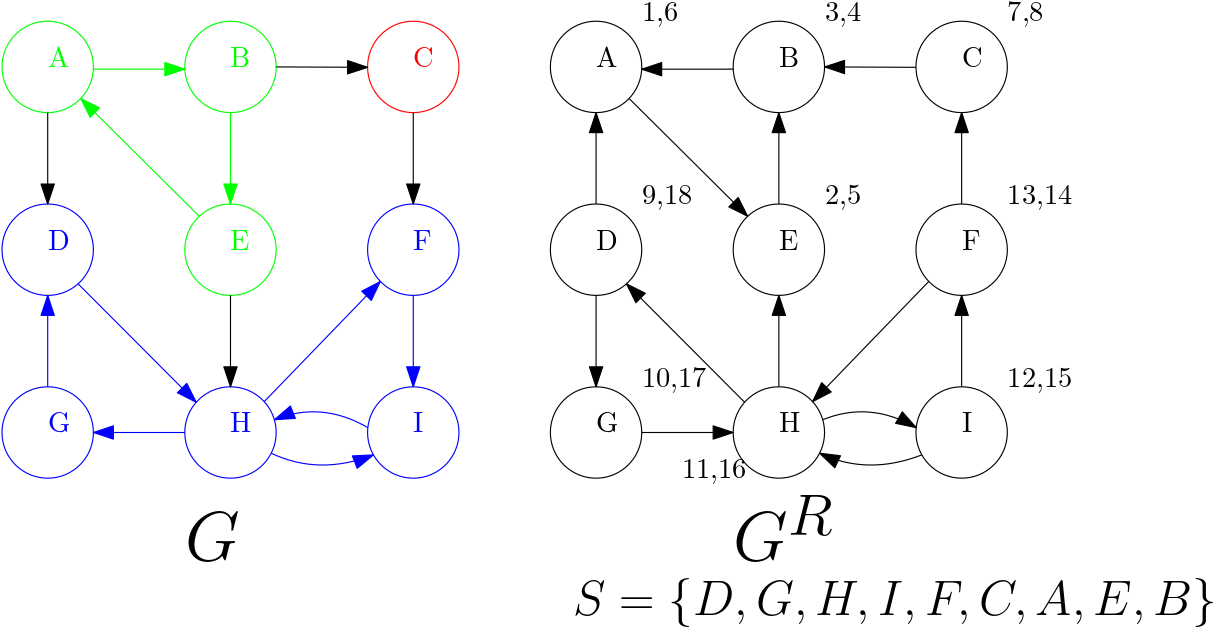 1,6 3,4 7,8
A B C A B C
9,18 2,5 13,14
D E F D E F
10,17 12,15
G H I G H I
11,16
G G^R
S = {D, G, H, I, F, C, A, E, B}